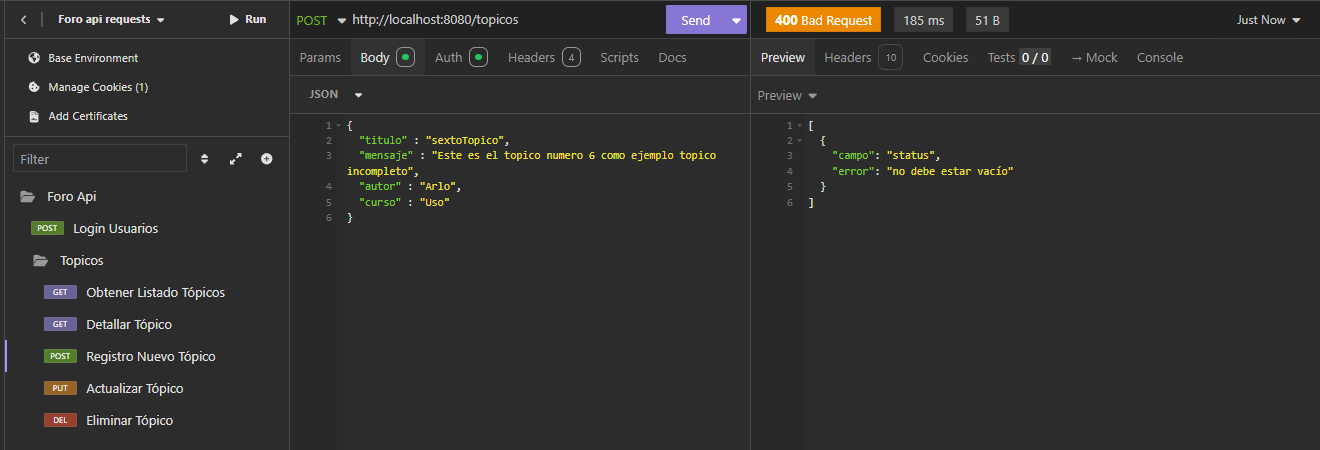 Foro api requests
Run
Base Environment
Manage Cookies (1)
Add Certificates
Filter
Foro Api
POST Login Usuarios
Topicos
GET Obtener Listado Tópicos
GET Detallar Tópico
POST Registro Nuevo Tópico
PUT Actualizar Tópico
DEL Eliminar Tópico
POST http://localhost:8080/topicos Send
Params Body Auth Headers 4 Scripts Docs
JSON
1 {
2 "titulo" : "sextoTopico",
3 "mensaje" : "Este es el topico numero 6 como ejemplo topico
incompleto",
4 "autor" : "Arlo",
5 "curso" : "Uso"
6 }
400 Bad Request 185 ms 51 B Just Now
Preview Headers 10 Cookies Tests 0 / 0 → Mock Console
Preview
1 [
2 {
3 "campo": "status",
4 "error": "no debe estar vacío"
5 }
6 ]